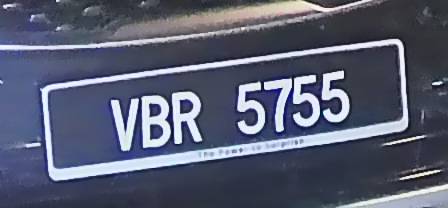 VBR 5755
The Power to Surprise